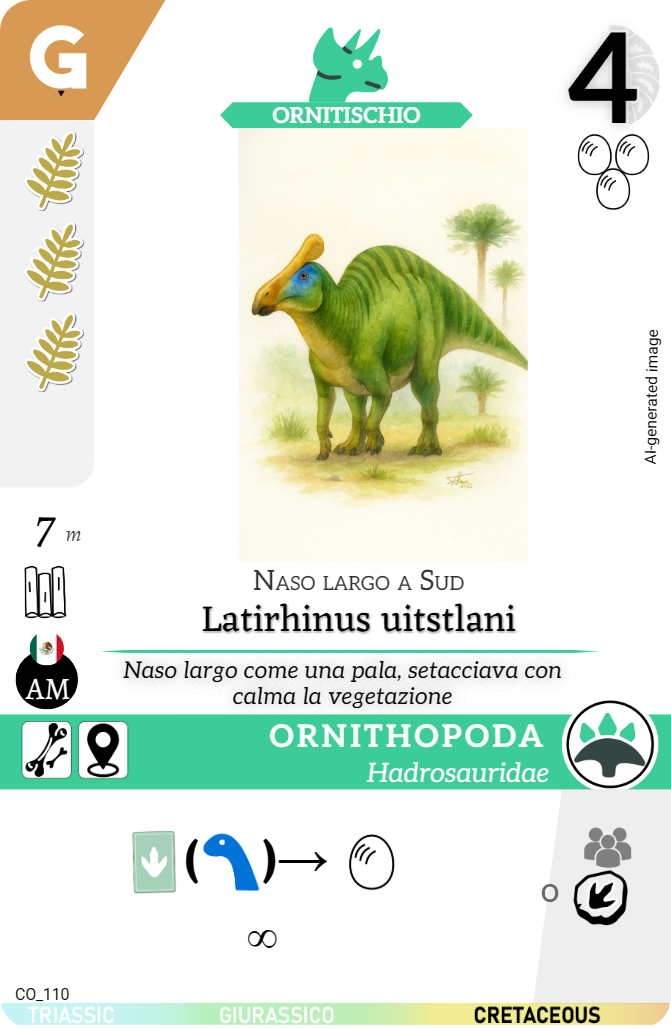 G
4
ORNITISCHIO
AI-generated image
7 m
AM
Naso largo a Sud
Latirhinus uitstlani
Naso largo come una pala, setacciava con
calma la vegetazione
ORNITHOPODA
Hadrosauridae
( ) → 
∞
O
CO_110
TRIASSIC GIURASSICO CRETACEOUS